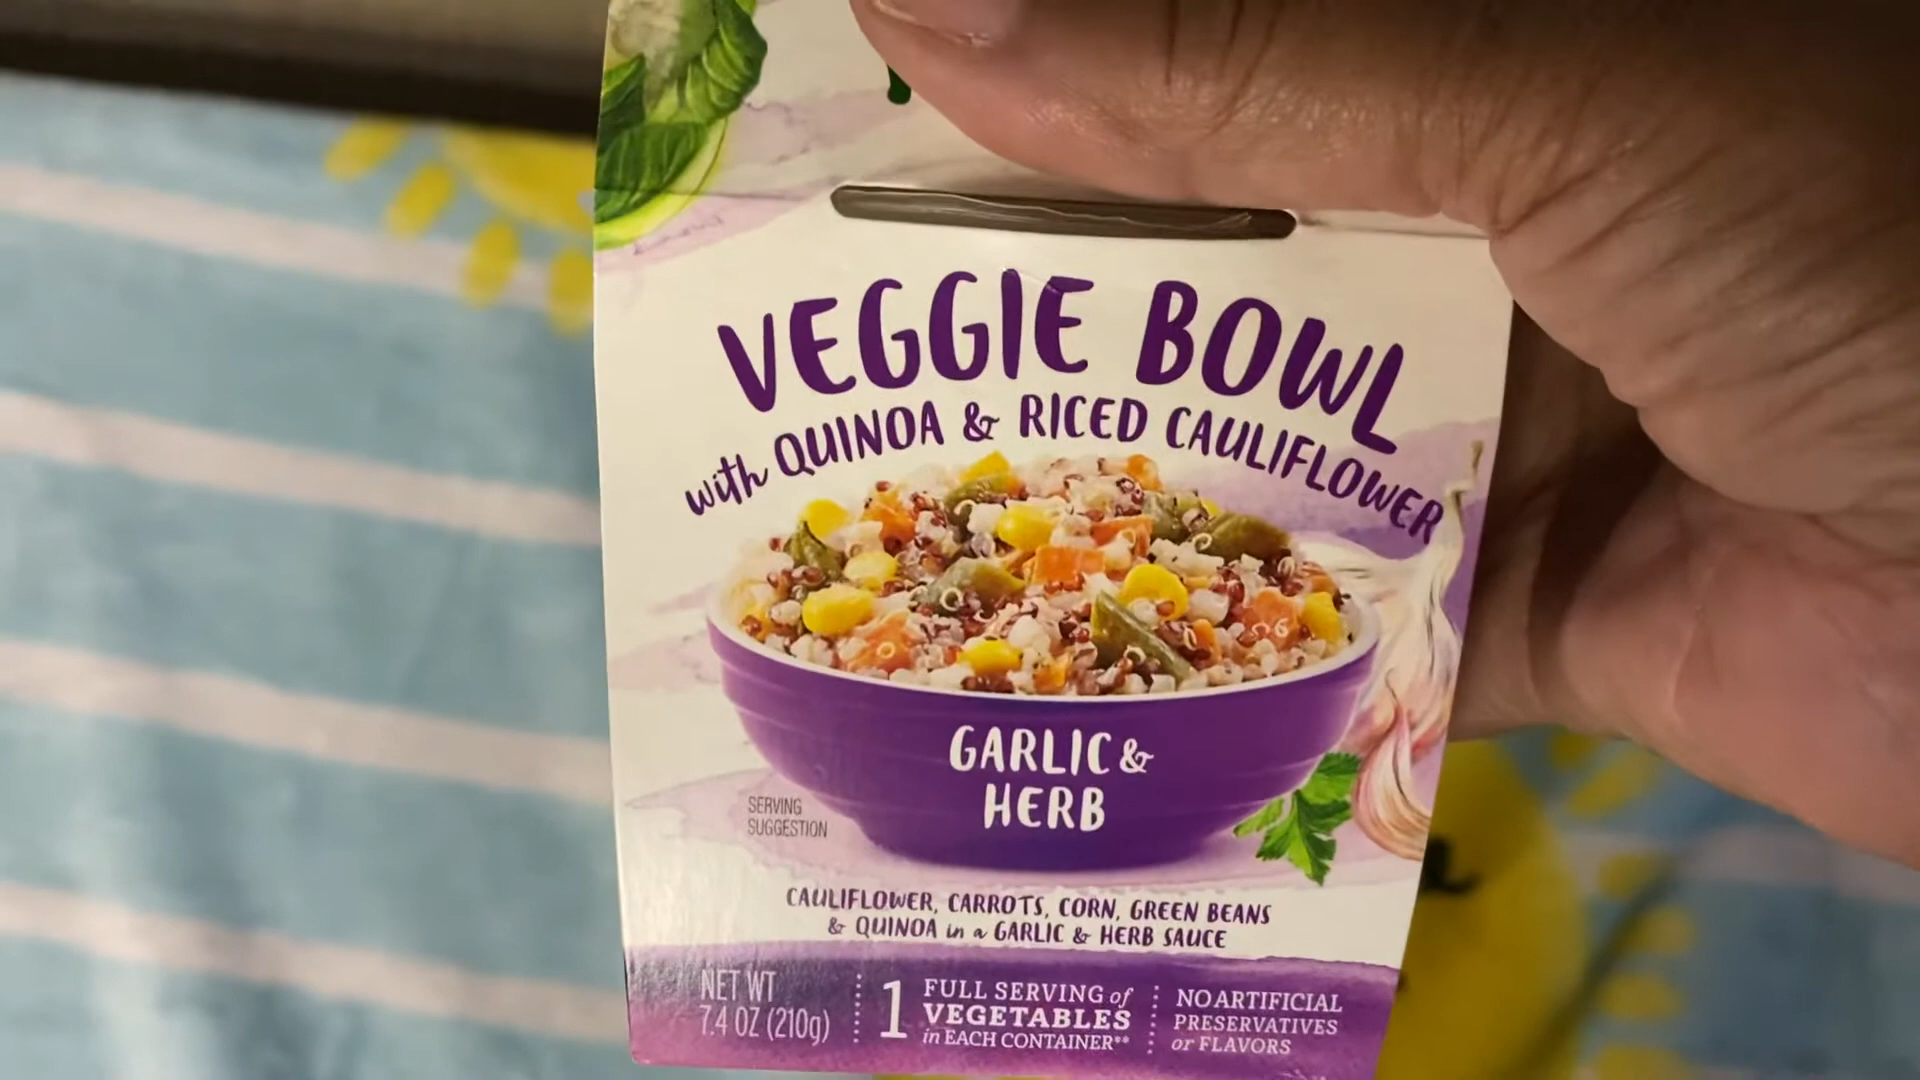 VEGGIE BOWL
with QUINOA & RICED CAULIFLOWER
GARLIC &
HERB
SERVING
SUGGESTION
CAULIFLOWER, CARROTS, CORN, GREEN BEANS
& QUINOA in a GARLIC & HERB SAUCE
NET WT
7.4 OZ (210g)
1
FULL SERVING of
VEGETABLES
in EACH CONTAINER**
NO ARTIFICIAL
PRESERVATIVES
or FLAVORS